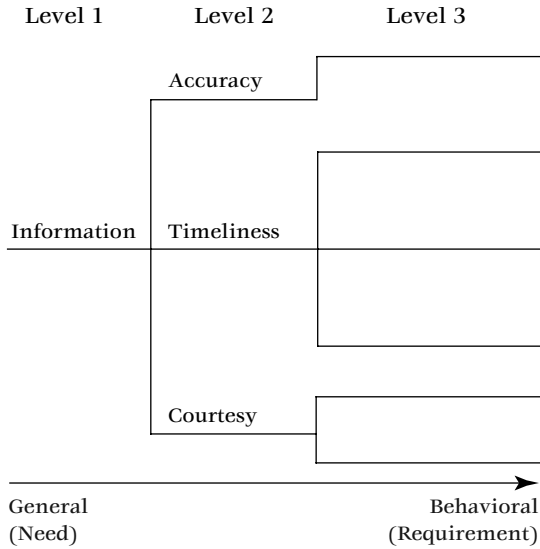 Level 1 Level 2 Level 3
Accuracy
Information Timeliness
Courtesy
General Behavioral
(Need) (Requirement)